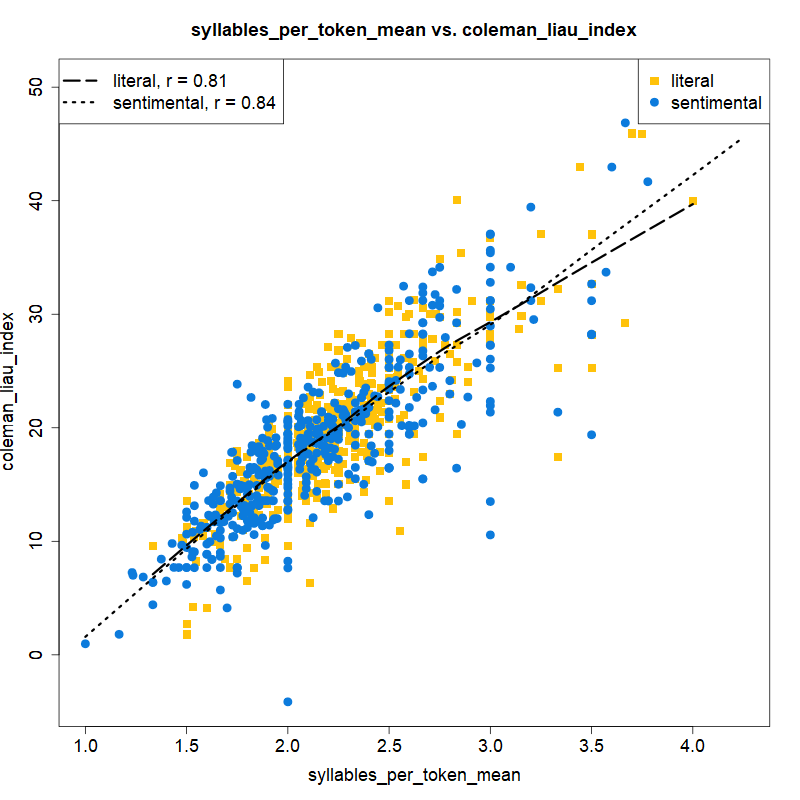 syllables_per_token_mean vs. coleman_liau_index
literal, r = 0.81
sentimental, r = 0.84
literal
sentimental
50
40
30
20
10
0
coleman_liau_index
1.0 1.5 2.0 2.5 3.0 3.5 4.0
syllables_per_token_mean